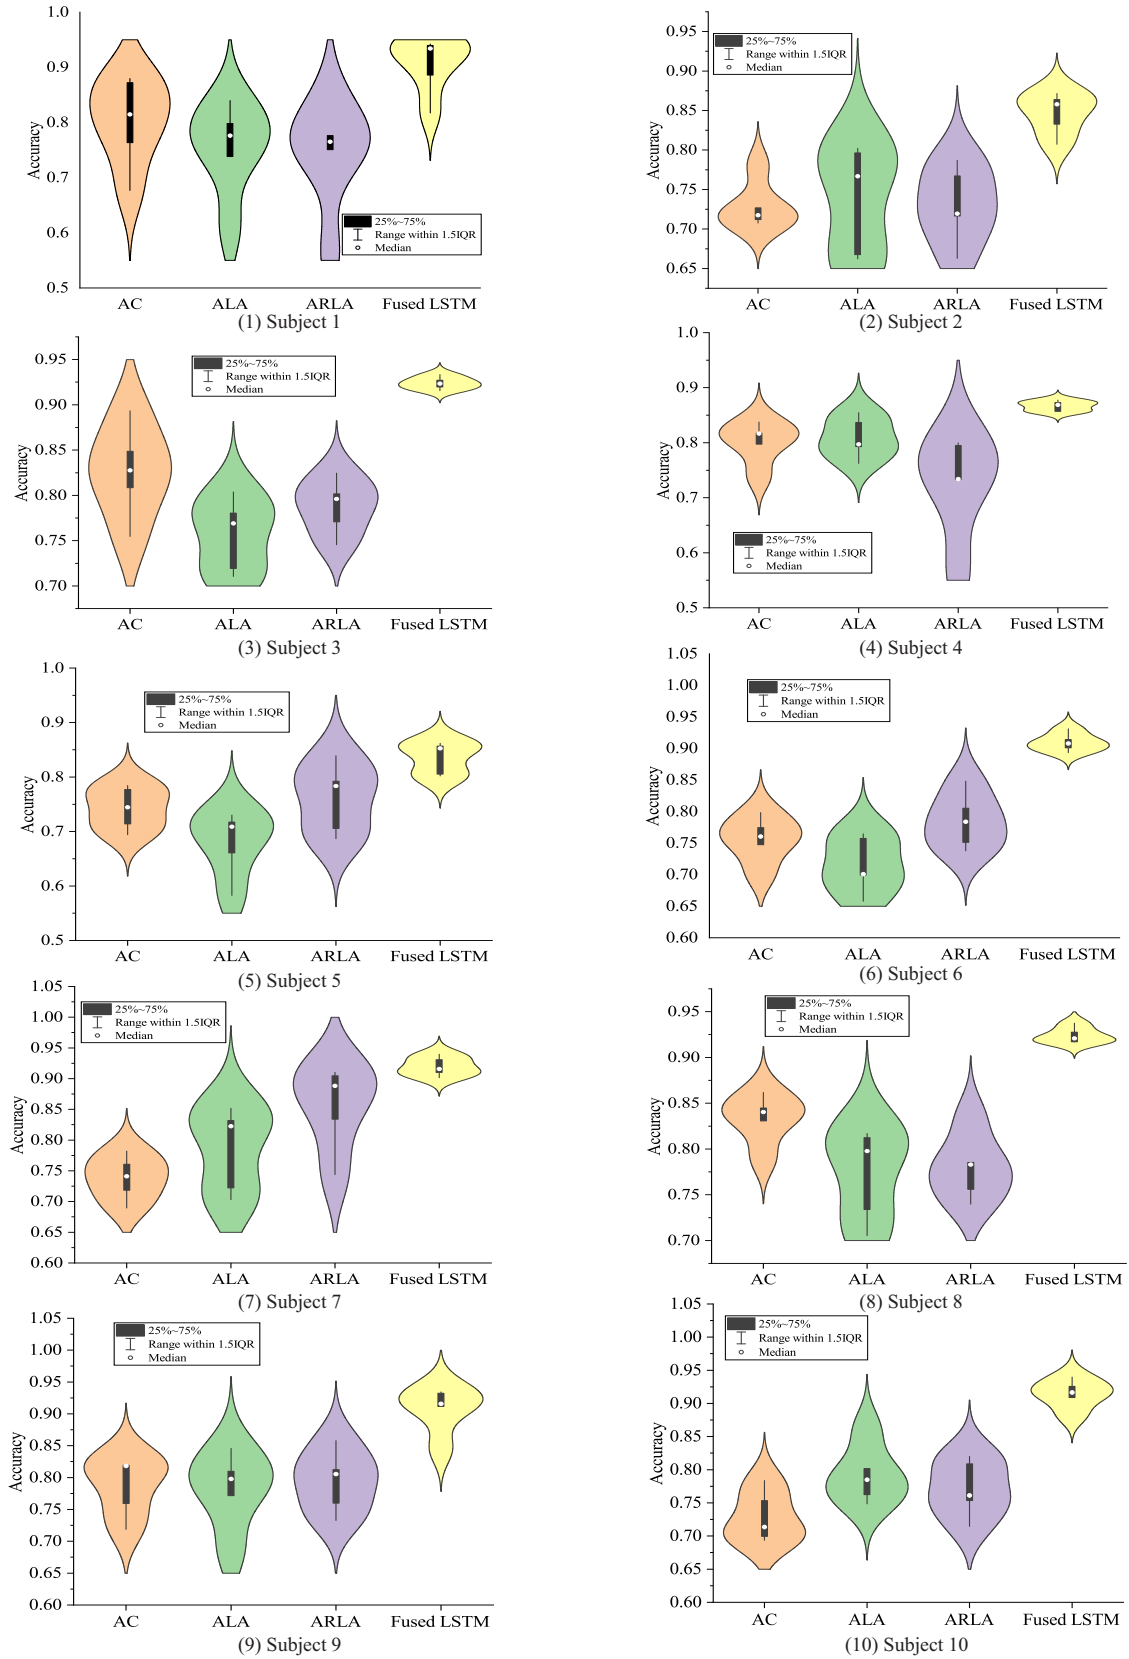 1.0
0.9
0.8
0.7
0.6
0.5
Accuracy
25%~75%
Range within 1.5IQR
Median
AC ALA ARLA Fused LSTM
(1) Subject 1
0.975
0.925
0.900
0.850
0.800
0.750
0.700
0.650
Accuracy
25%~75%
Range within 1.5IQR
Median
AC ALA ARLA Fused LSTM
(2) Subject 2
0.95
0.90
0.85
0.80
0.75
0.70
Accuracy
25%~75%
Range within 1.5IQR
Median
AC ALA ARLA Fused LSTM
(3) Subject 3
1.0
0.9
0.8
0.7
0.6
0.5
Accuracy
25%~75%
Range within 1.5IQR
Median
AC ALA ARLA Fused LSTM
(4) Subject 4
1.0
0.9
0.8
0.7
0.6
0.5
Accuracy
25%~75%
Range within 1.5IQR
Median
AC ALA ARLA Fused LSTM
(5) Subject 5
1.05
1.00
0.95
0.90
0.85
0.80
0.75
0.70
0.65
0.60
Accuracy
25%~75%
Range within 1.5IQR
Median
AC ALA ARLA Fused LSTM
(6) Subject 6
1.05
1.00
0.95
0.90
0.85
0.80
0.75
0.70
0.65
0.60
Accuracy
25%~75%
Range within 1.5IQR
Median
AC ALA ARLA Fused LSTM
(7) Subject 7
0.95
0.90
0.85
0.80
0.75
0.70
Accuracy
25%~75%
Range within 1.5IQR
Median
AC ALA ARLA Fused LSTM
(8) Subject 8
1.05
1.00
0.95
0.90
0.85
0.80
0.75
0.70
0.65
0.60
Accuracy
25%~75%
Range within 1.5IQR
Median
AC ALA ARLA Fused LSTM
(9) Subject 9
1.05
1.00
0.95
0.90
0.85
0.80
0.75
0.70
0.65
0.60
Accuracy
25%~75%
Range within 1.5IQR
Median
AC ALA ARLA Fused LSTM
(10) Subject 10